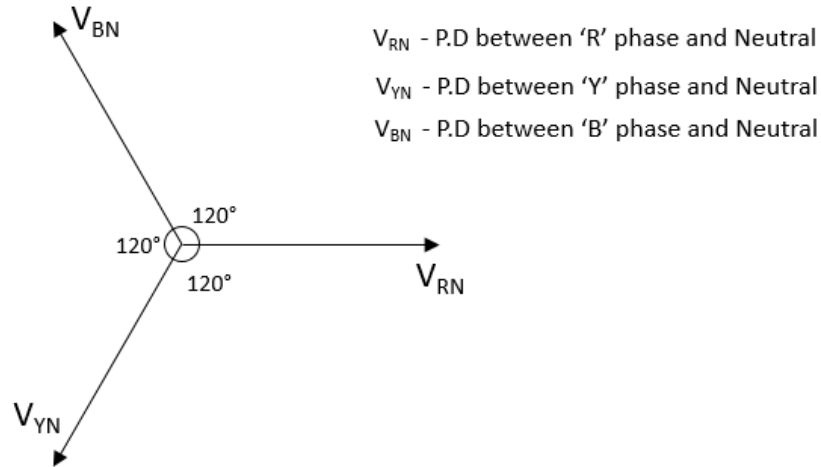 V_BN
V_RN - P.D between ‘R’ phase and Neutral
V_YN - P.D between ‘Y’ phase and Neutral
V_BN - P.D between ‘B’ phase and Neutral
120°
120°
120°
V_RN
V_YN